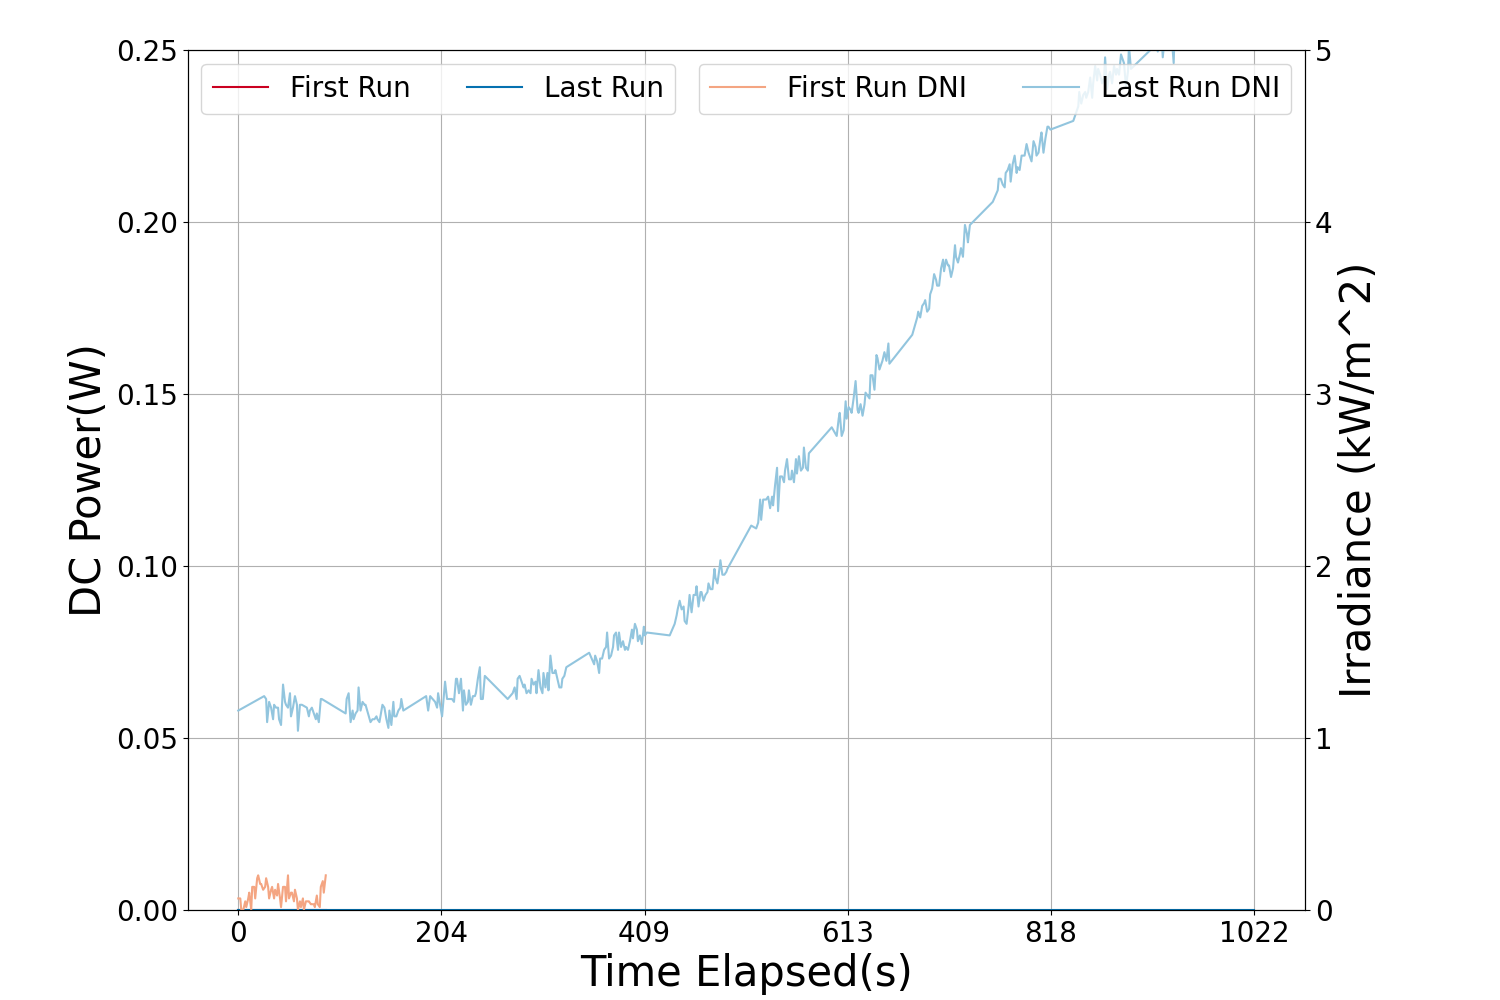 First Run Last Run First Run DNI Last Run DNI
DC Power(W)
0.25
0.20
0.15
0.10
0.05
0.00
5
4
3
2
1
0
Irradiance (kW/m^2)
0 204 409 613 818 1022
Time Elapsed(s)